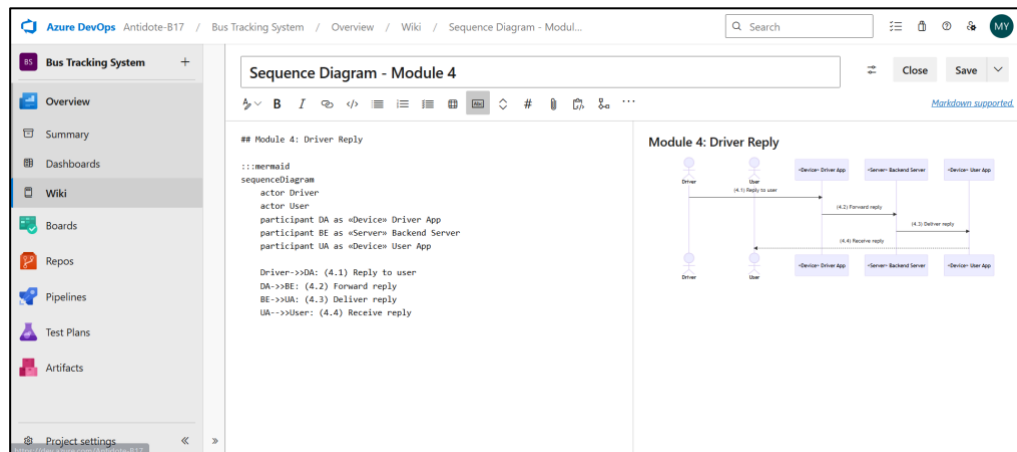 Azure DevOps Antidote-B17 / Bus Tracking System / Overview / Wiki / Sequence Diagram - Modul...
Search
MY
BS Bus Tracking System +
Overview
Summary
Dashboards
Wiki
Boards
Repos
Pipelines
Test Plans
Artifacts
Project settings
Sequence Diagram - Module 4
Close
Save
B I </> # Abc ...
Markdown supported.
## Module 4: Driver Reply
:::mermaid
sequenceDiagram
actor Driver
actor User
participant DA as «Device» Driver App
participant BE as «Server» Backend Server
participant UA as «Device» User App
Driver->>DA: (4.1) Reply to user
DA->>BE: (4.2) Forward reply
BE->>UA: (4.3) Deliver reply
UA-->>User: (4.4) Receive reply
Module 4: Driver Reply
Driver
User
«Device» Driver App
«Server» Backend Server
«Device» User App
(4.1) Reply to user
(4.2) Forward reply
(4.3) Deliver reply
(4.4) Receive reply
Driver
User
«Device» Driver App
«Server» Backend Server
«Device» User App